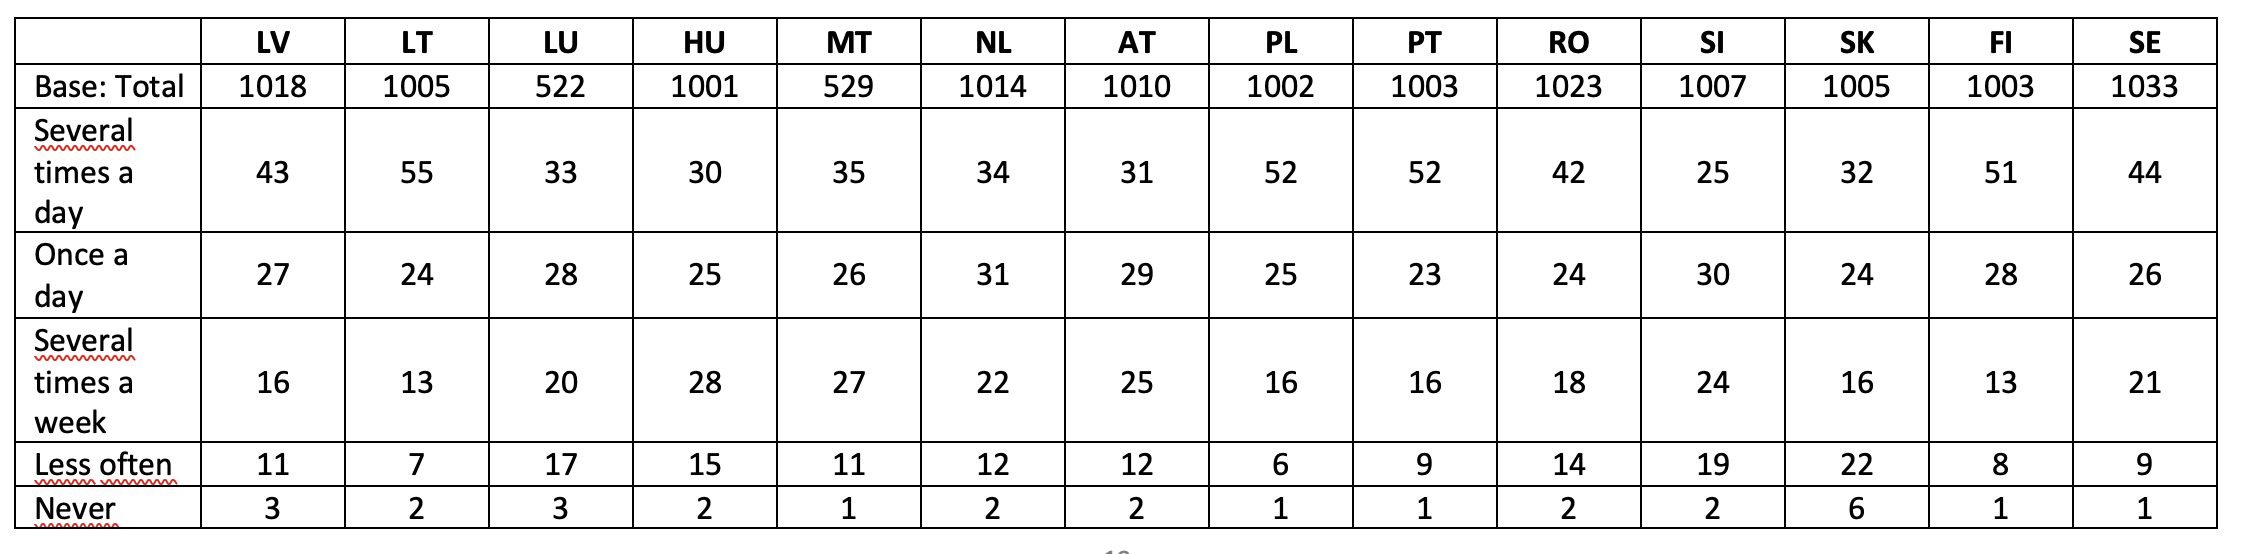 LV LT LU HU MT NL AT PL PT RO SI SK FI SE
Base: Total 1018 1005 522 1001 529 1014 1010 1002 1003 1023 1007 1005 1003 1033
Several
times a
day 43 55 33 30 35 34 31 52 52 42 25 32 51 44
Once a
day 27 24 28 25 26 31 29 25 23 24 30 24 28 26
Several
times a
week 16 13 20 28 27 22 25 16 16 18 24 16 13 21
Less often 11 7 17 15 11 12 12 6 9 14 19 22 8 9
Never 3 2 3 2 1 2 2 1 1 2 2 6 1 1